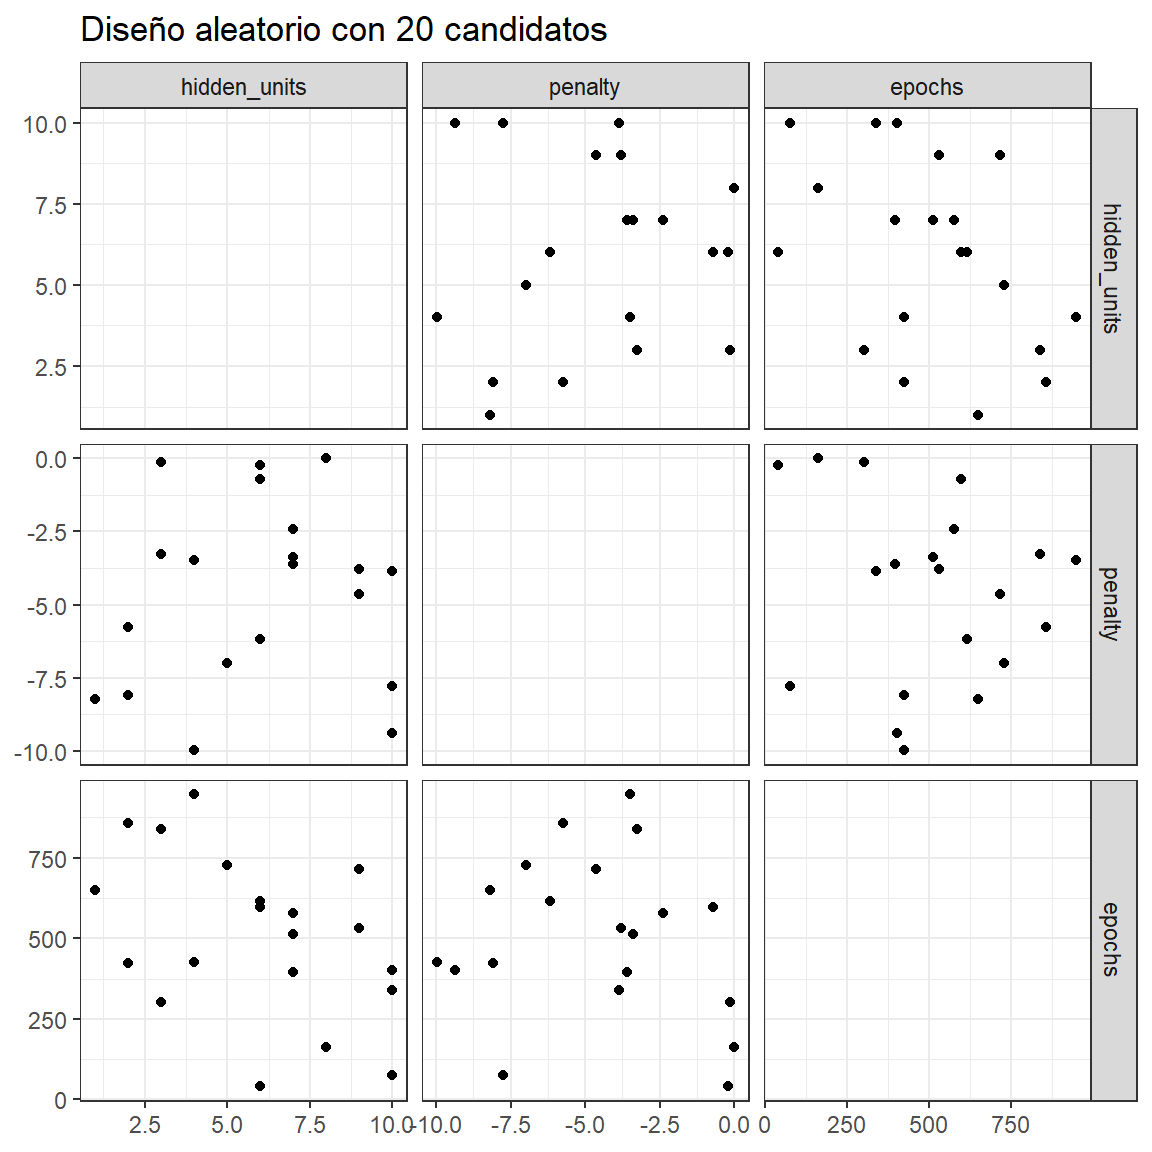 Diseño aleatorio con 20 candidatos
hidden_units penalty epochs
10.0
7.5
5.0
2.5
hidden_units
0.0
-2.5
-5.0
-7.5
-10.0
penalty
750
500
250
0
epochs
2.5 5.0 7.5 10.0 -10.0 -7.5 -5.0 -2.5 0.0 0 250 500 750